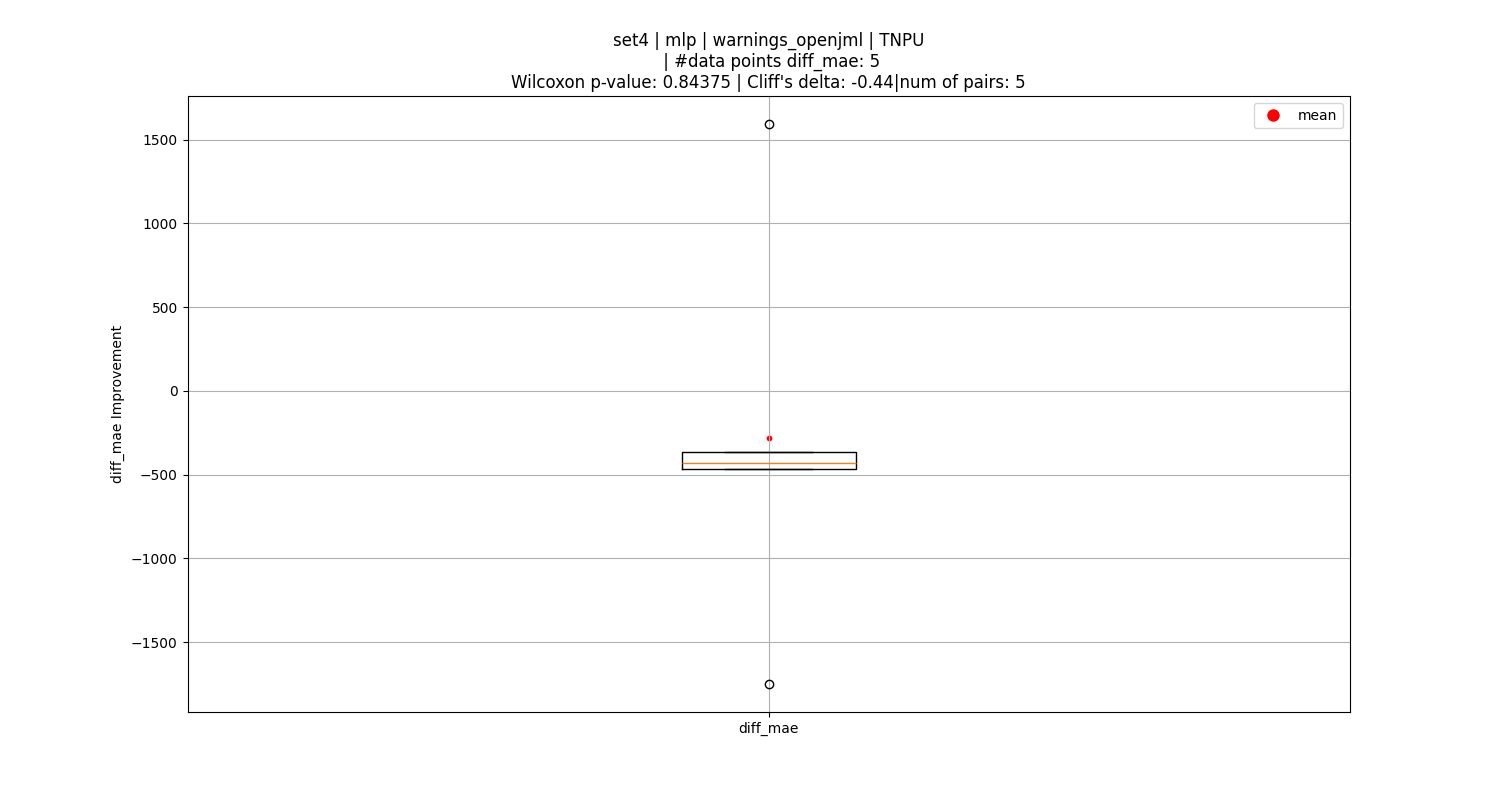 set4 | mlp | warnings_openjml | TNPU
| #data points diff_mae: 5
Wilcoxon p-value: 0.84375 | Cliff's delta: -0.44|num of pairs: 5
mean
1500
1000
500
0
−500
−1000
−1500
diff_mae Improvement
diff_mae